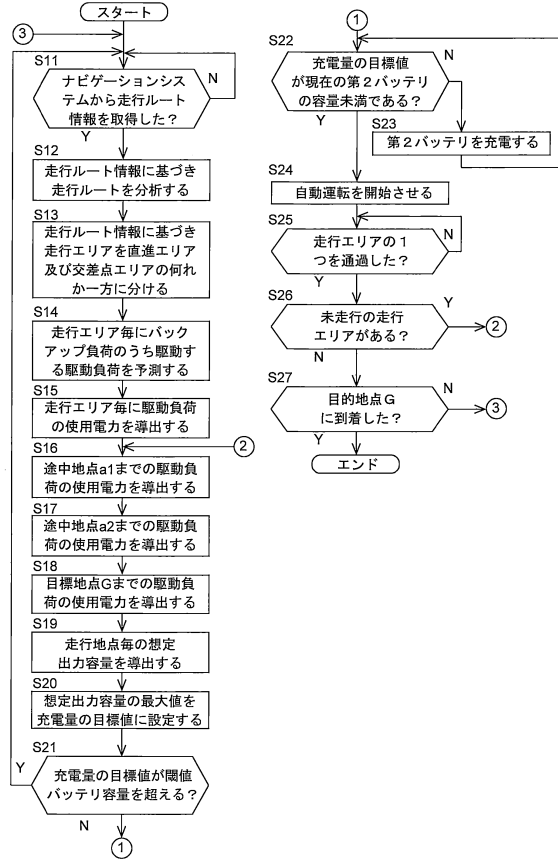 スタート
3
S11
ナビゲーションシス
テムから走行ルート
情報を取得した？
N
Y
S12
走行ルート情報に基づき
走行ルートを分析する
S13
走行ルート情報に基づき
走行エリアを直進エリア
及び交差点エリアの何れ
か一方に分ける
S14
走行エリア毎にバック
アップ負荷のうち駆動す
る駆動負荷を予測する
S15
走行エリア毎に駆動負荷
の使用電力を導出する
2
S16
途中地点a1までの駆動負
荷の使用電力を導出する
S17
途中地点a2までの駆動負
荷の使用電力を導出する
S18
目標地点Gまでの駆動負
荷の使用電力を導出する
S19
走行地点毎の想定
出力容量を導出する
S20
想定出力容量の最大値を
充電量の目標値に設定する
S21
Y
充電量の目標値が閾値
バッテリ容量を超える？
N
1
1
S22
充電量の目標値
が現在の第２バッテリ
の容量未満である？
N
Y
S23
第２バッテリを充電する
S24
自動運転を開始させる
S25
走行エリアの１
つを通過した？
N
Y
S26
未走行の走行
エリアがある？
Y
2
N
S27
目的地点G
に到着した？
N
3
Y
エンド